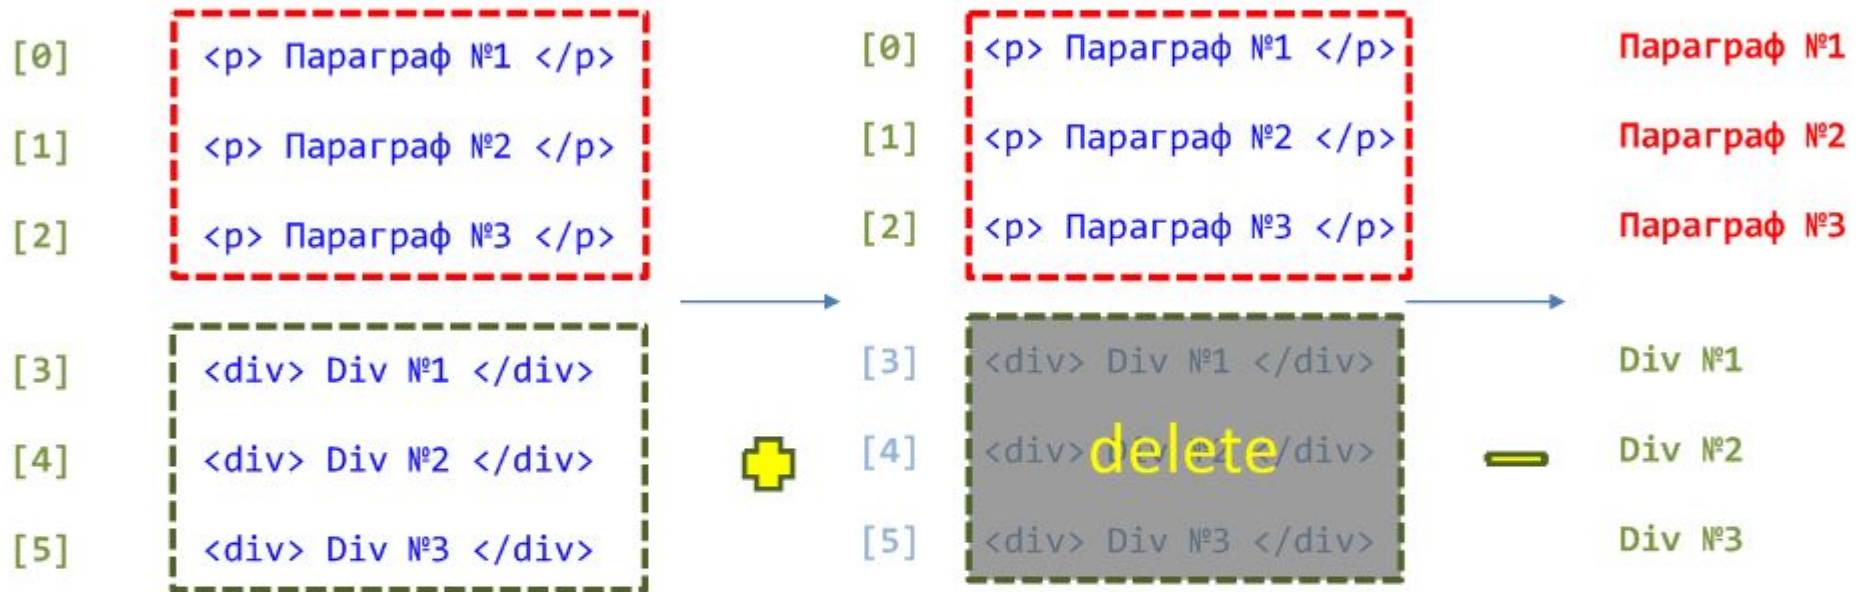 [0] <p> Параграф №1 </p> [0] <p> Параграф №1 </p> Параграф №1
[1] <p> Параграф №2 </p> [1] <p> Параграф №2 </p> Параграф №2
[2] <p> Параграф №3 </p> [2] <p> Параграф №3 </p> Параграф №3
[3] <div> Div №1 </div> [3] <div> Div №1 </div> Div №1
[4] <div> Div №2 </div> [4] <div> delete </div> Div №2
[5] <div> Div №3 </div> [5] <div> Div №3 </div> Div №3